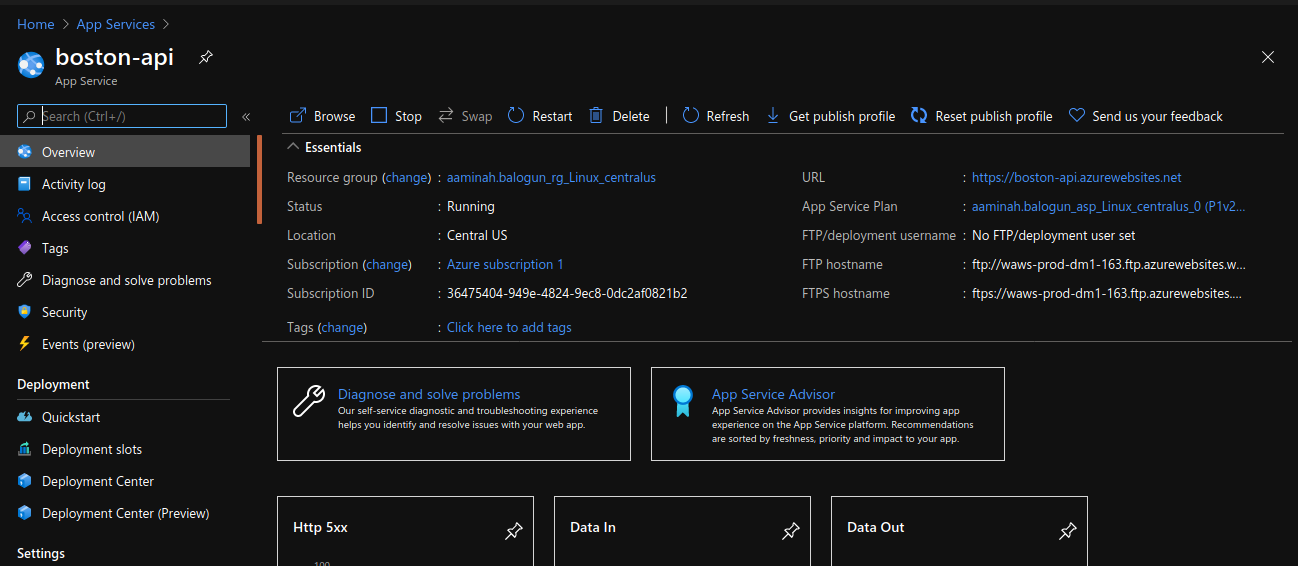 Home > App Services >
boston-api
App Service
Search (Ctrl+/)
«
Overview
Activity log
Access control (IAM)
Tags
Diagnose and solve problems
Security
Events (preview)
Deployment
Quickstart
Deployment slots
Deployment Center
Deployment Center (Preview)
Settings
Browse Stop Swap Restart Delete Refresh Get publish profile Reset publish profile Send us your feedback
Essentials
Resource group (change) : aaminah.balogun_rg_Linux_centralus
Status : Running
Location : Central US
Subscription (change) : Azure subscription 1
Subscription ID : 36475404-949e-4824-9ec8-0dc2af0821b2
Tags (change) : Click here to add tags
URL : https://boston-api.azurewebsites.net
App Service Plan : aaminah.balogun_asp_Linux_centralus_0 (P1v2...
FTP/deployment username : No FTP/deployment user set
FTP hostname : ftp://waws-prod-dm1-163.ftp.azurewebsites.w...
FTPS hostname : ftps://waws-prod-dm1-163.ftp.azurewebsites....
Diagnose and solve problems
Our self-service diagnostic and troubleshooting experience
helps you identify and resolve issues with your web app.
App Service Advisor
App Service Advisor provides insights for improving app
experience on the App Service platform. Recommendations
are sorted by freshness, priority and impact to your app.
Http 5xx
100
Data In
Data Out